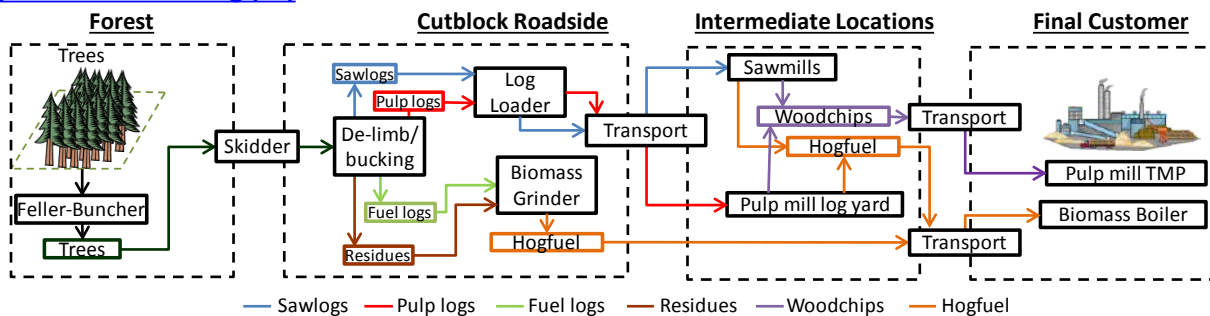 Forest
Cutblock Roadside
Intermediate Locations
Final Customer
Trees
Feller-Buncher
Trees
Skidder
Sawlogs
Pulp logs
De-limb/
bucking
Fuel logs
Residues
Log
Loader
Biomass
Grinder
Hogfuel
Transport
Sawmills
Woodchips
Hogfuel
Pulp mill log yard
Transport
Transport
Pulp mill TMP
Biomass Boiler
Sawlogs
Pulp logs
Fuel logs
Residues
Woodchips
Hogfuel